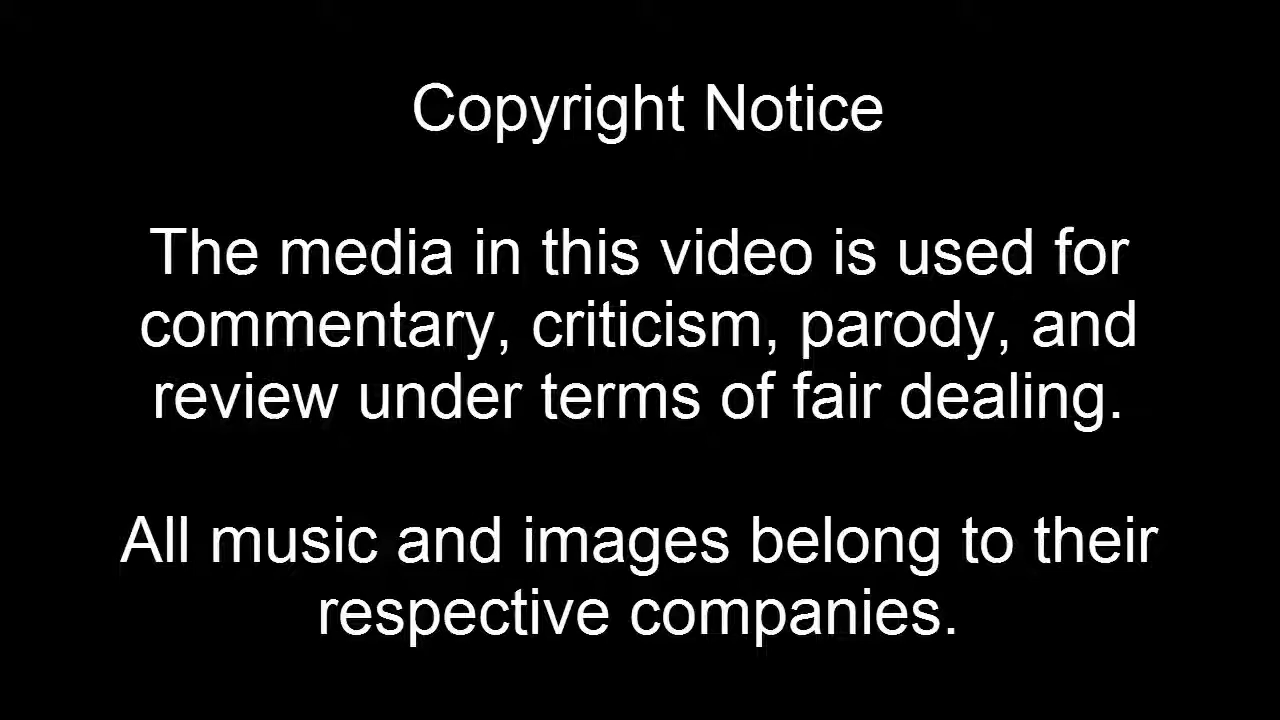 Copyright Notice
The media in this video is used for
commentary, criticism, parody, and
review under terms of fair dealing.
All music and images belong to their
respective companies.